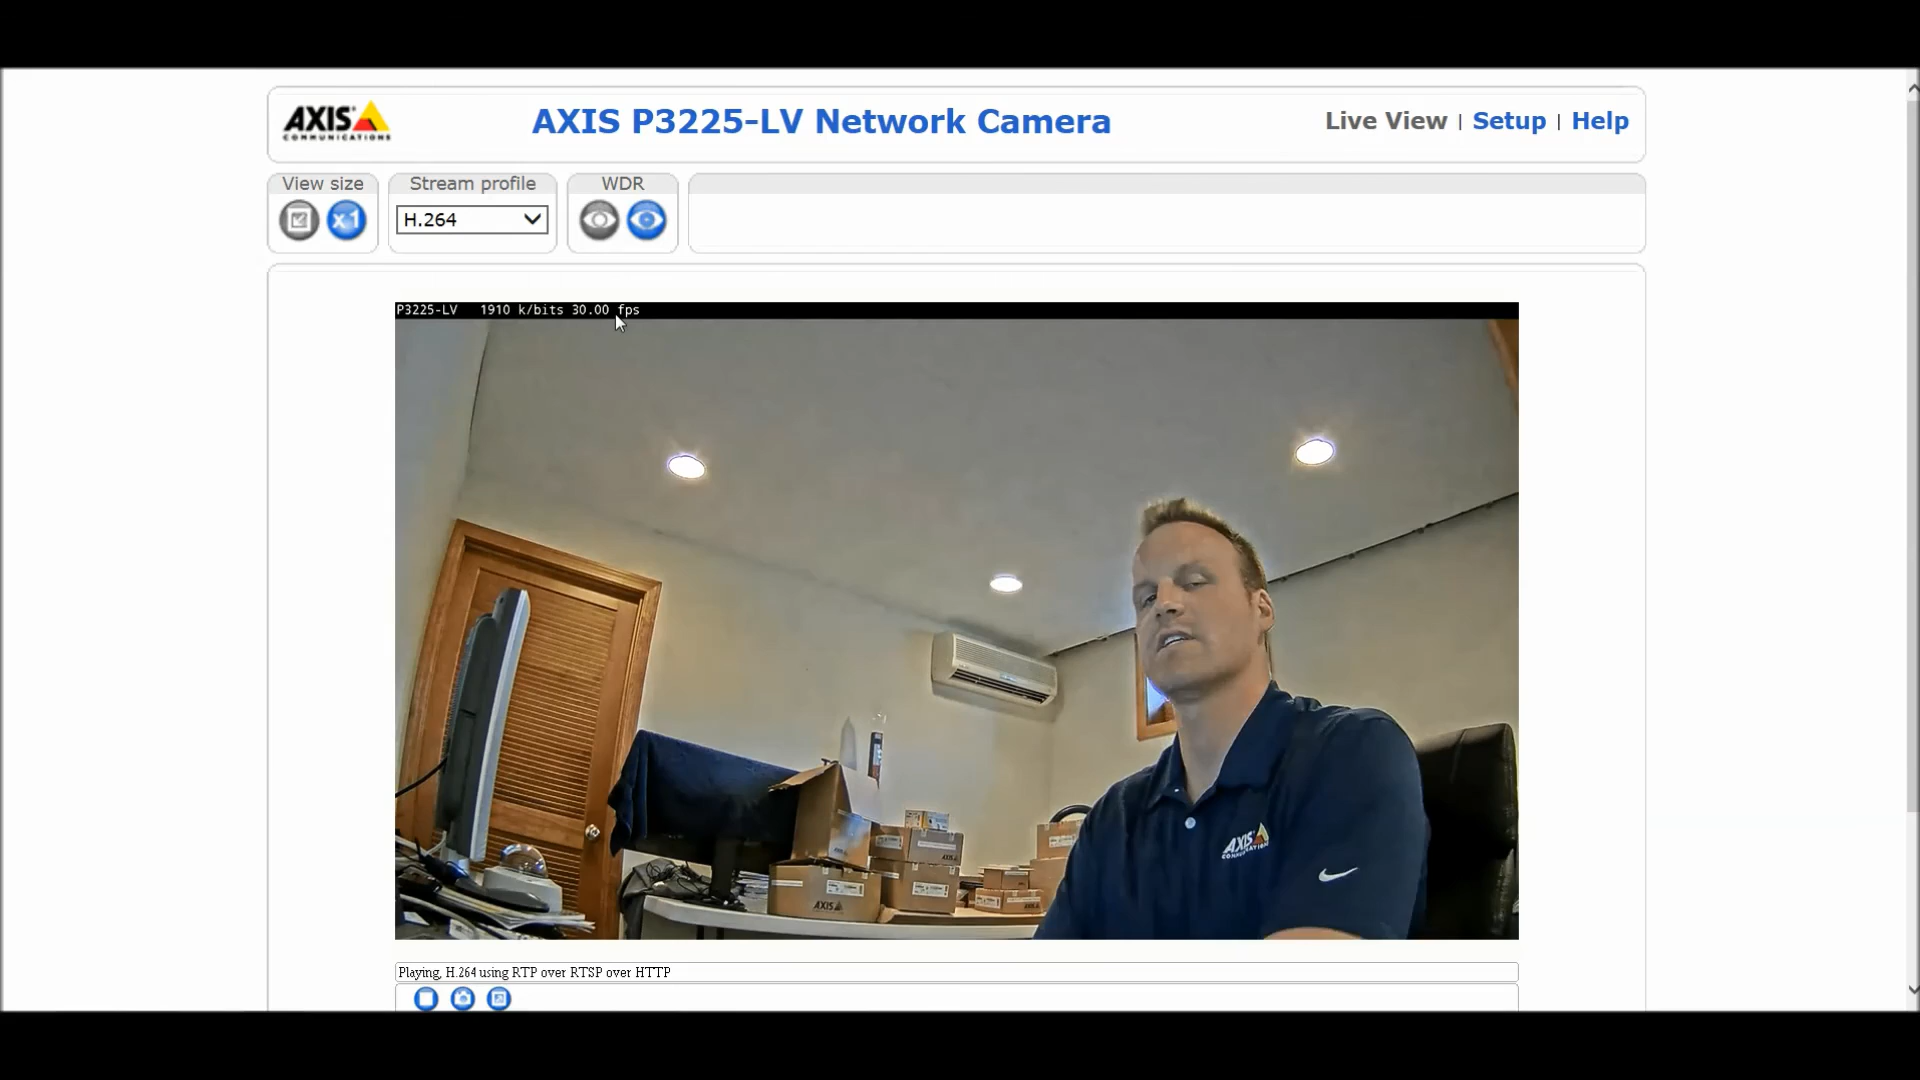 AXIS
COMMUNICATIONS
AXIS P3225-LV Network Camera
Live View | Setup | Help
View size
Stream profile
WDR
x1
H.264
P3225-LV 1910 k/bits 30.00 fps
AXIS
COMMUNICATIONS
AXIS
Playing, H.264 using RTP over RTSP over HTTP